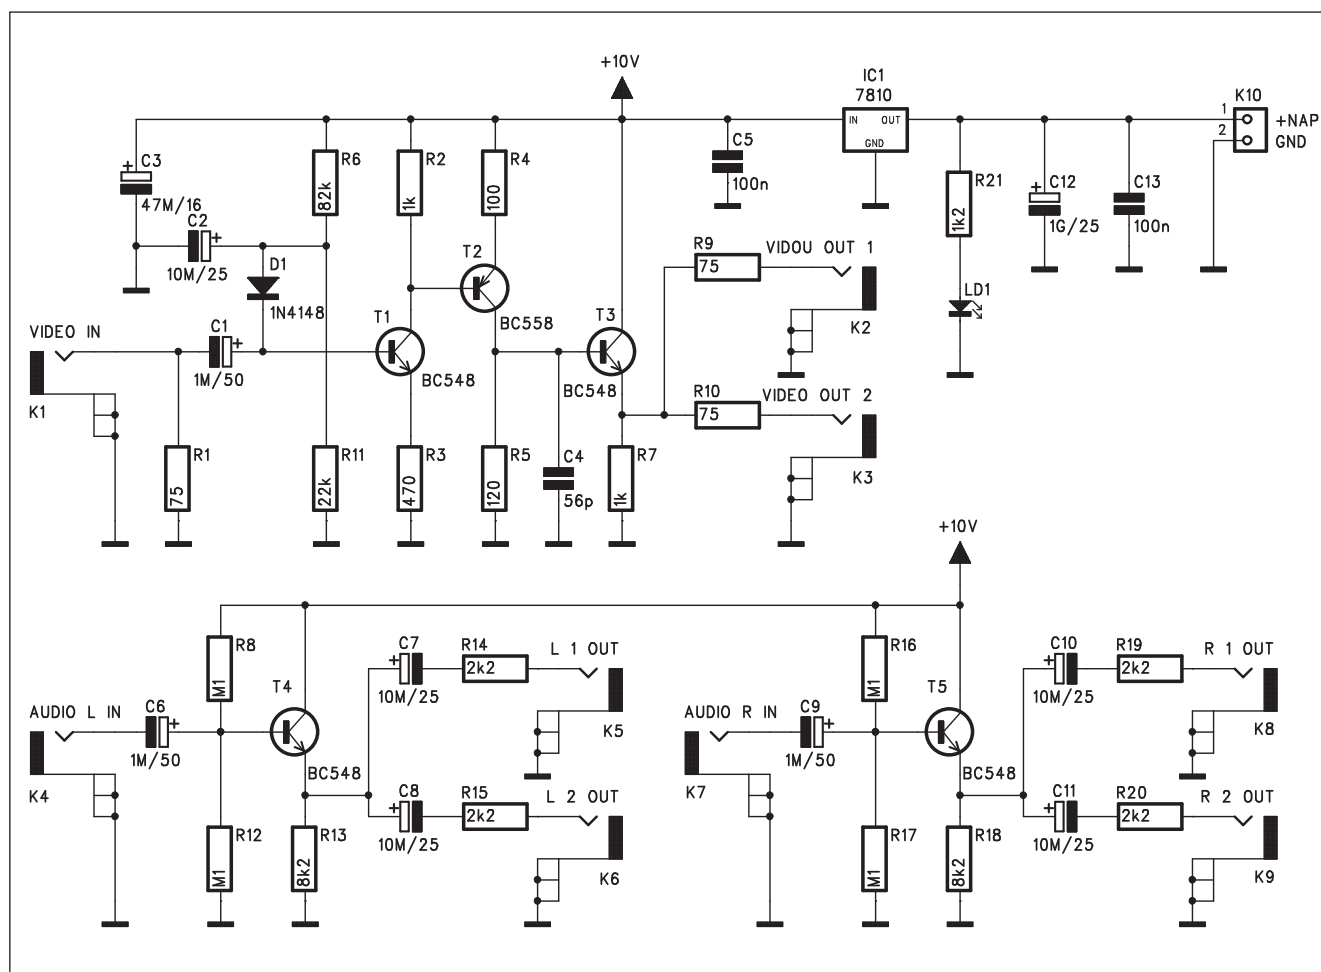 +10V
IC1
7810
IN OUT
GND
K10
1
2
+NAP
GND
C3
47M/16
C2
10M/25
R6
82k
R2
1k
R4
100
C5
100n
R21
1k2
C12
1G/25
C13
100n
D1
1N4148
T2
BC558
R9
75
VIDOU OUT 1
K2
LD1
VIDEO IN
K1
C1
1M/50
T1
BC548
T3
BC548
R10
75
VIDEO OUT 2
K3
R1
75
R11
22k
R3
470
R5
120
C4
56p
R7
1k
+10V
R8
M1
T4
BC548
C7
10M/25
R14
2k2
L 1 OUT
K5
AUDIO L IN
K4
C6
1M/50
R12
M1
R13
8k2
C8
10M/25
R15
2k2
L 2 OUT
K6
R16
M1
T5
BC548
C10
10M/25
R19
2k2
R 1 OUT
K8
AUDIO R IN
K7
C9
1M/50
R17
M1
R18
8k2
C11
10M/25
R20
2k2
R 2 OUT
K9